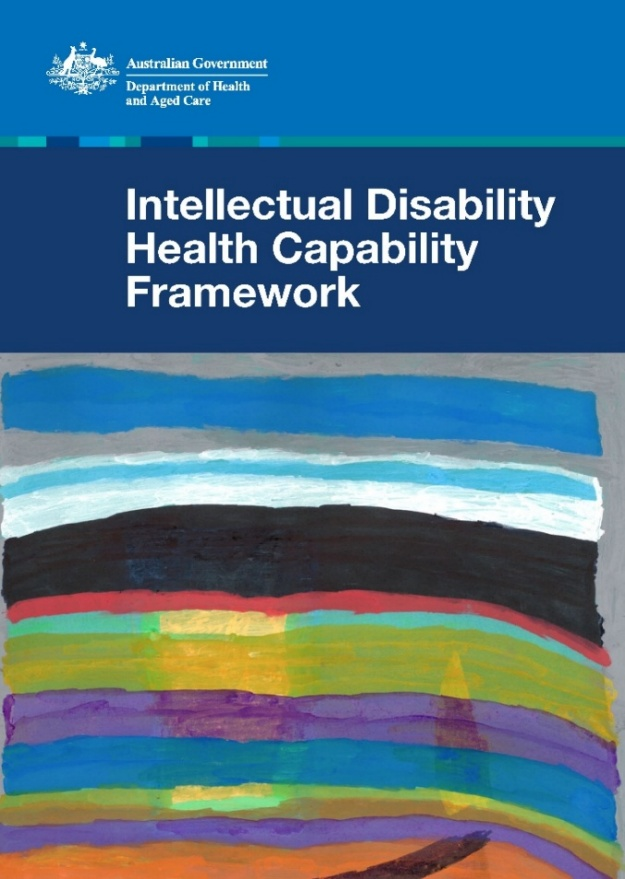 Australian Government
Department of Health
and Aged Care
Intellectual Disability
Health Capability
Framework